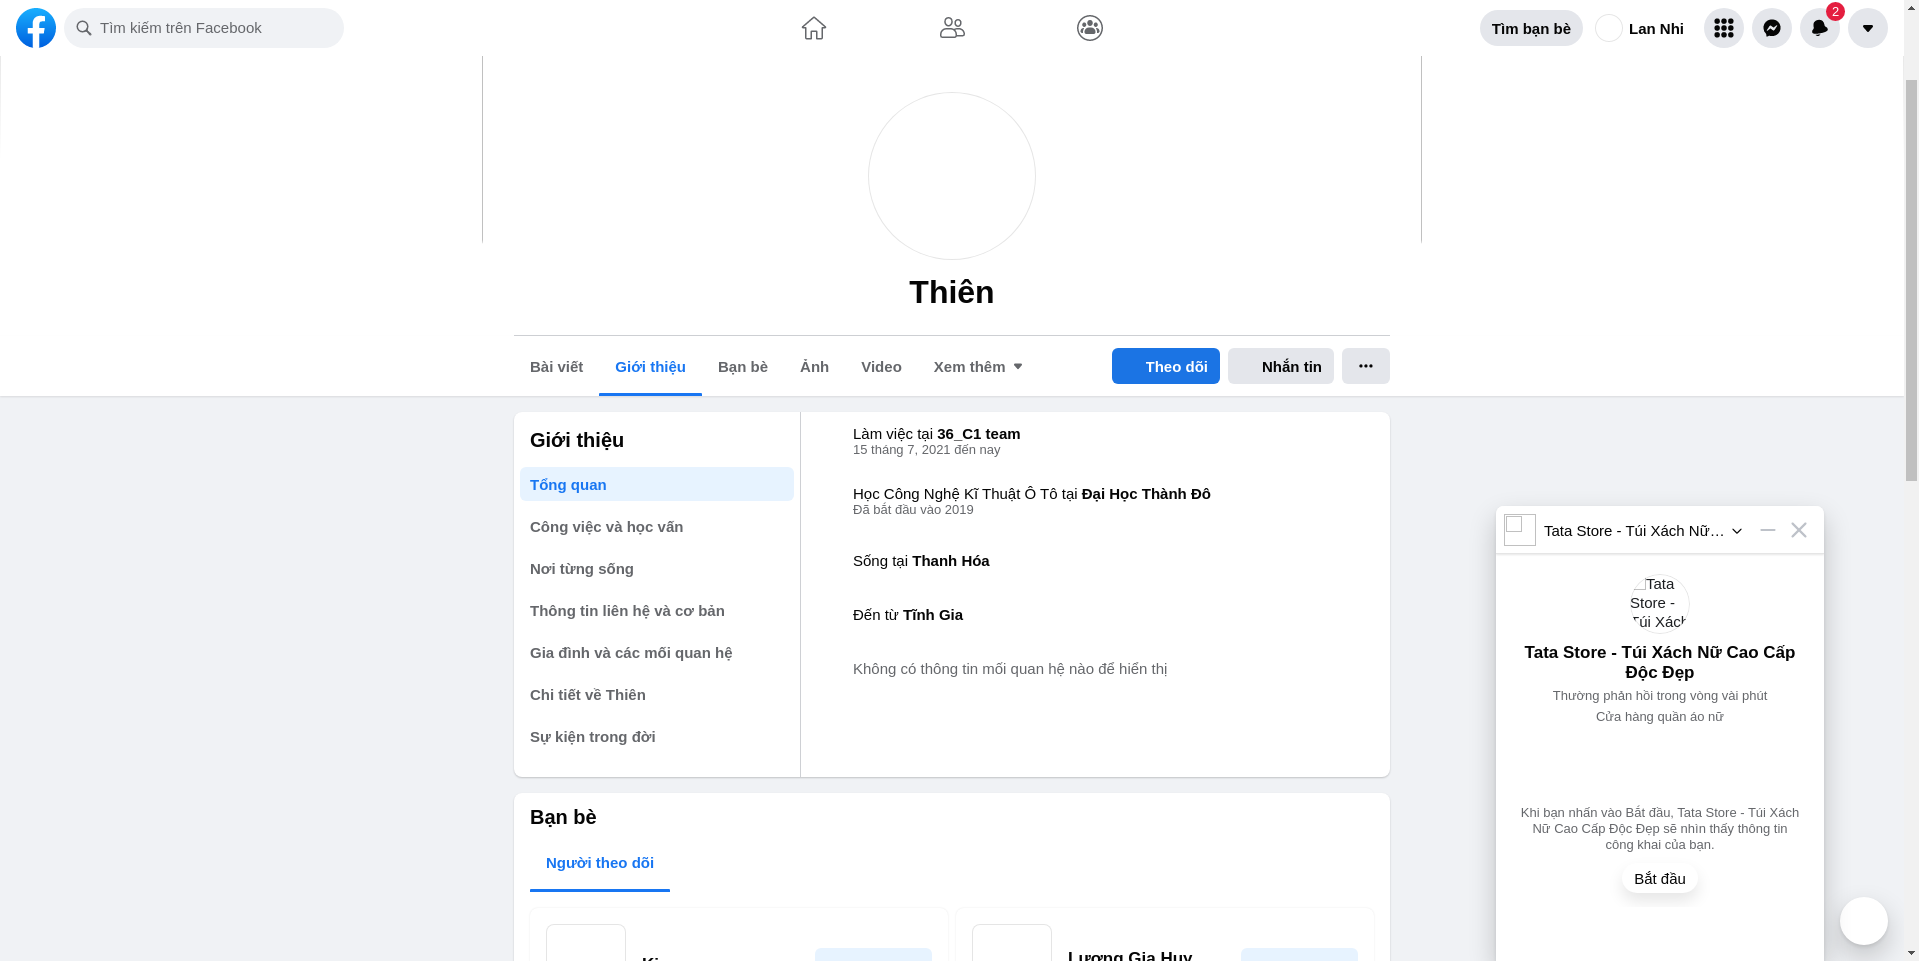 Tìm kiếm trên Facebook
Tìm bạn bè
Lan Nhi
2
Thiên
Bài viết
Giới thiệu
Bạn bè
Ảnh
Video
Xem thêm
Theo dõi
Nhắn tin
Giới thiệu
Tổng quan
Công việc và học vấn
Nơi từng sống
Thông tin liên hệ và cơ bản
Gia đình và các mối quan hệ
Chi tiết về Thiên
Sự kiện trong đời
Làm việc tại 36_C1 team
15 tháng 7, 2021 đến nay
Học Công Nghệ Kĩ Thuật Ô Tô tại Đại Học Thành Đô
Đã bắt đầu vào 2019
Sống tại Thanh Hóa
Đến từ Tĩnh Gia
Không có thông tin mối quan hệ nào để hiển thị
Bạn bè
Người theo dõi
Lương Gia Huy
Tata Store - Túi Xách Nữ…
Tata
Store -
Túi Xách
Tata Store - Túi Xách Nữ Cao Cấp
Độc Đẹp
Thường phản hồi trong vòng vài phút
Cửa hàng quần áo nữ
Khi bạn nhấn vào Bắt đầu, Tata Store - Túi Xách
Nữ Cao Cấp Độc Đẹp sẽ nhìn thấy thông tin
công khai của bạn.
Bắt đầu